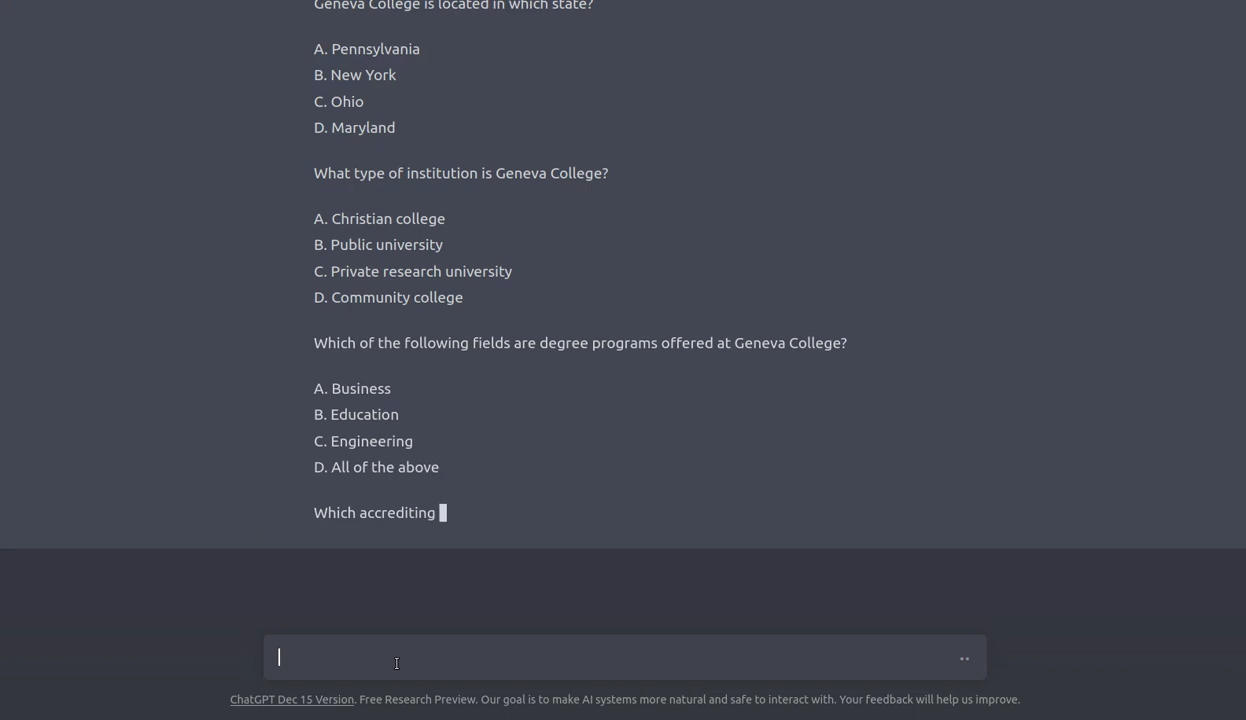 Geneva College is located in which state?
A. Pennsylvania
B. New York
C. Ohio
D. Maryland
What type of institution is Geneva College?
A. Christian college
B. Public university
C. Private research university
D. Community college
Which of the following fields are degree programs offered at Geneva College?
A. Business
B. Education
C. Engineering
D. All of the above
Which accrediting
ChatGPT Dec 15 Version. Free Research Preview. Our goal is to make AI systems more natural and safe to interact with. Your feedback will help us improve.